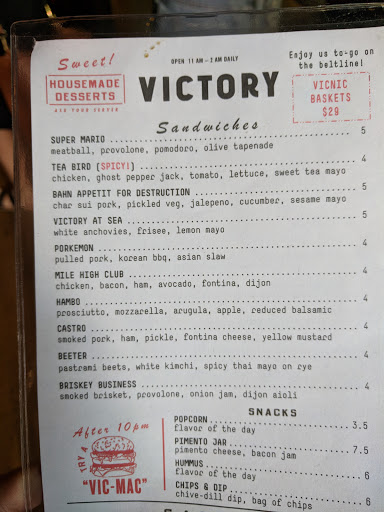 Sweet!
HOUSEMADE
DESSERTS
ASK YOUR SERVER
OPEN 11 AM - 2 AM DAILY
VICTORY
Enjoy us to-go on
the beltline!
VICNIC
BASKETS
$29
Sandwiches
SUPER MARIO 5
meatball, provolone, pomodoro, olive tapenade
TEA BIRD (SPICY!) 4
chicken, ghost pepper jack, tomato, lettuce, sweet tea mayo
BAHN APPETIT FOR DESTRUCTION 5
char sui pork, pickled veg, jalepeno, cucumber, sesame mayo
VICTORY AT SEA 5
white anchovies, frisee, lemon mayo
PORKEMON 4
pulled pork, korean bbq, asian slaw
MILE HIGH CLUB 4
chicken, bacon, ham, avocado, fontina, dijon
HAMBO 4
prosciutto, mozzarella, arugula, apple, reduced balsamic
CASTRO 4
smoked pork, ham, pickle, fontina cheese, yellow mustard
BEETER 4
pastrami beets, white kimchi, spicy thai mayo on rye
BRISKEY BUSINESS 4
smoked brisket, provolone, onion jam, dijon aioli
After 10pm
TRY A
"VIC-MAC"
SNACKS
POPCORN 3.5
flavor of the day
PIMENTO JAR 7.5
pimento cheese, bacon jam
HUMMUS 6
flavor of the day
CHIPS & DIP 6
chive-dill dip, bag of chips